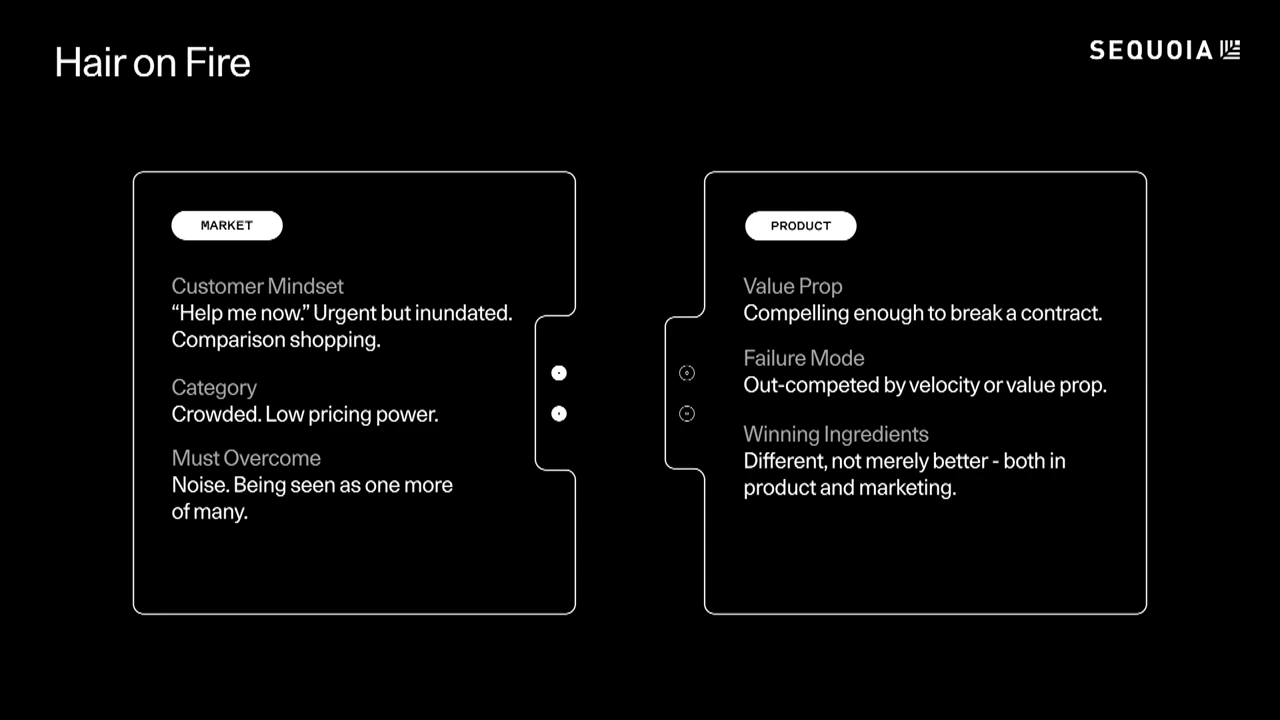 Hair on Fire
SEQUOIA
MARKET
Customer Mindset
“Help me now.” Urgent but inundated.
Comparison shopping.
Category
Crowded. Low pricing power.
Must Overcome
Noise. Being seen as one more
of many.
PRODUCT
Value Prop
Compelling enough to break a contract.
Failure Mode
Out-competed by velocity or value prop.
Winning Ingredients
Different, not merely better - both in
product and marketing.